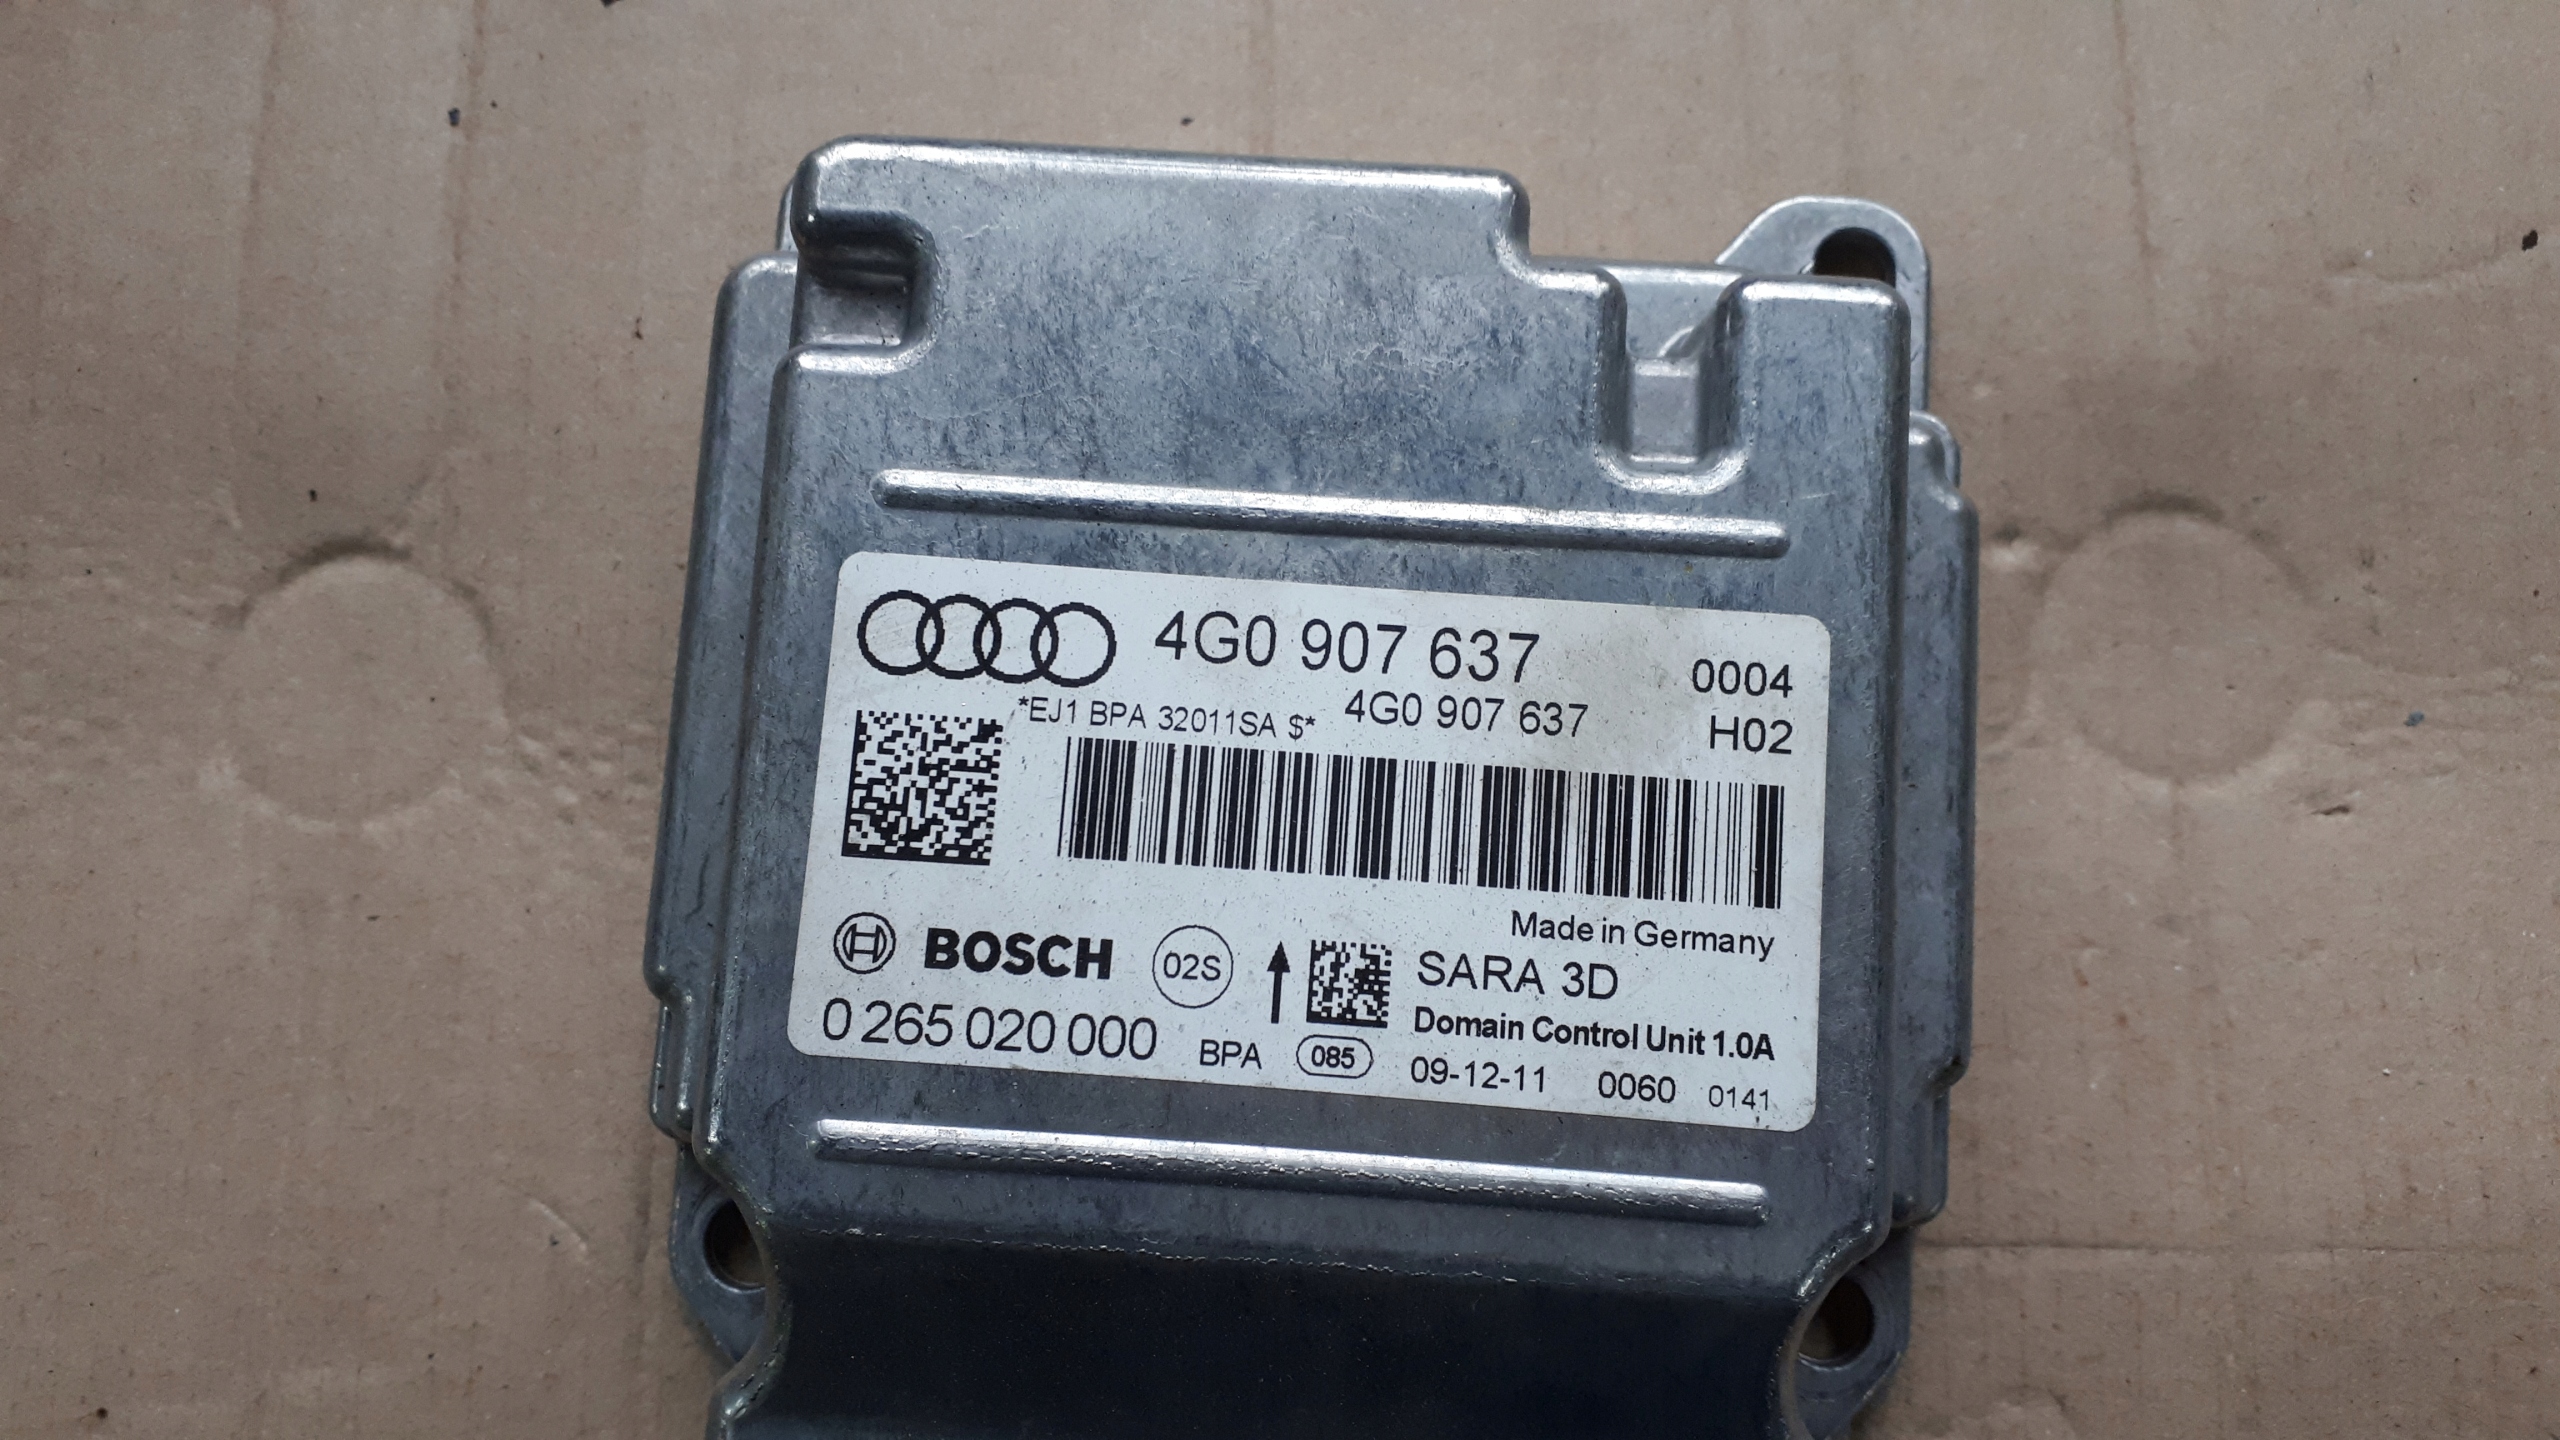 4G0 907 637 0004
*EJ1 BPA 32011SA $* 4G0 907 637 H02
Made in Germany
BOSCH 02S SARA 3D
Domain Control Unit 1.0A
0 265 020 000 BPA 085 09-12-11 0060 0141